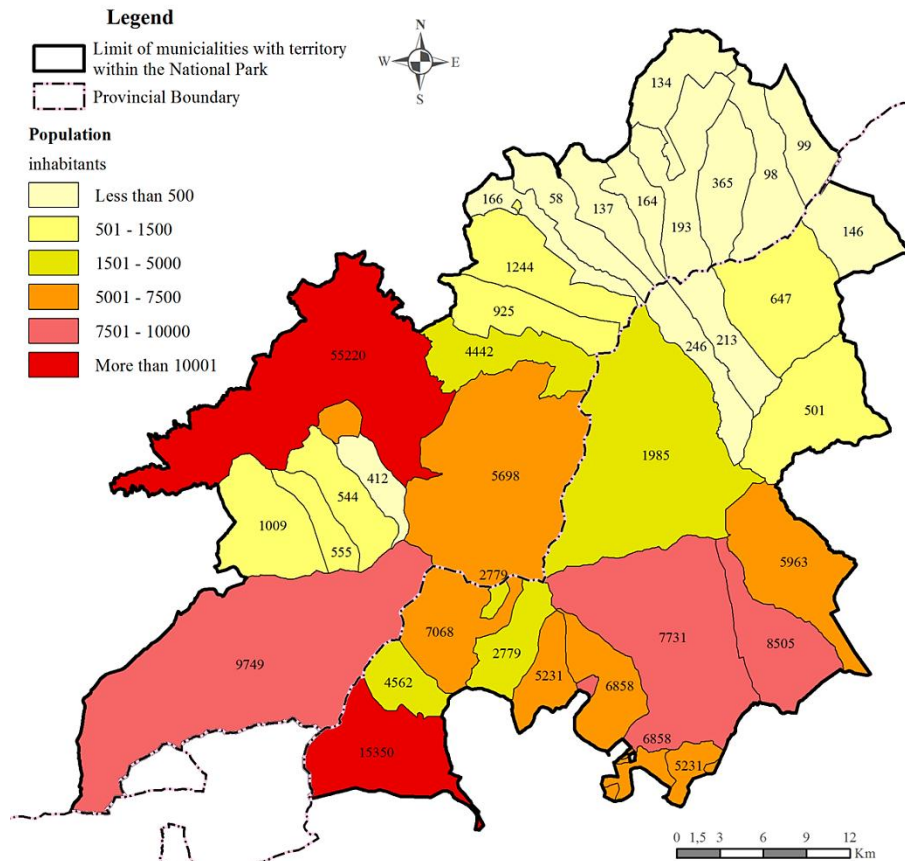 Legend
Limit of municialities with territory
within the National Park
Provincial Boundary
Population
inhabitants
Less than 500
501 - 1500
1501 - 5000
5001 - 7500
7501 - 10000
More than 10001
N
W E
S
134
99
365
98
58
166
137
164
193
146
1244
647
925
246
213
4442
55220
501
412
5698
1985
544
1009
555
5963
2779
7068
7731
2779
8505
9749
4562
5231
6858
6858
15350
5231
0 1,5 3 6 9 12
Km